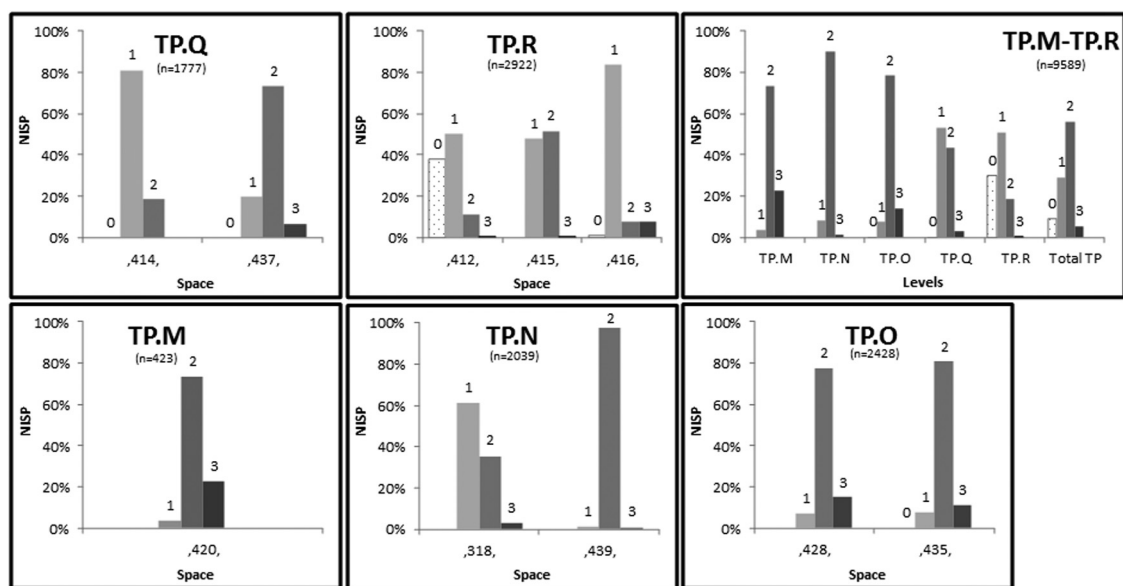 TP.Q
(n=1777)
100%
80%
60%
40%
20%
0%
NISP
0 1 2 0 1 2 3
,414, ,437,
Space
TP.R
(n=2922)
100%
80%
60%
40%
20%
0%
NISP
0 1 2 3 1 2 3 0 1 2 3
,412, ,415, ,416,
Space
TP.M-TP.R
(n=9589)
100%
80%
60%
40%
20%
0%
NISP
1 2 3 1 2 3 0 1 2 3 0 1 2 3 0 1 2 3 0 1 2 3
TP.M TP.N TP.O TP.Q TP.R Total TP
Levels
TP.M
(n=423)
100%
80%
60%
40%
20%
0%
NISP
1 2 3
,420,
Space
TP.N
(n=2039)
100%
80%
60%
40%
20%
0%
NISP
1 2 3 1 2 3
,318, ,439,
Space
TP.O
(n=2428)
100%
80%
60%
40%
20%
0%
NISP
1 2 3 0 1 2 3
,428, ,435,
Space